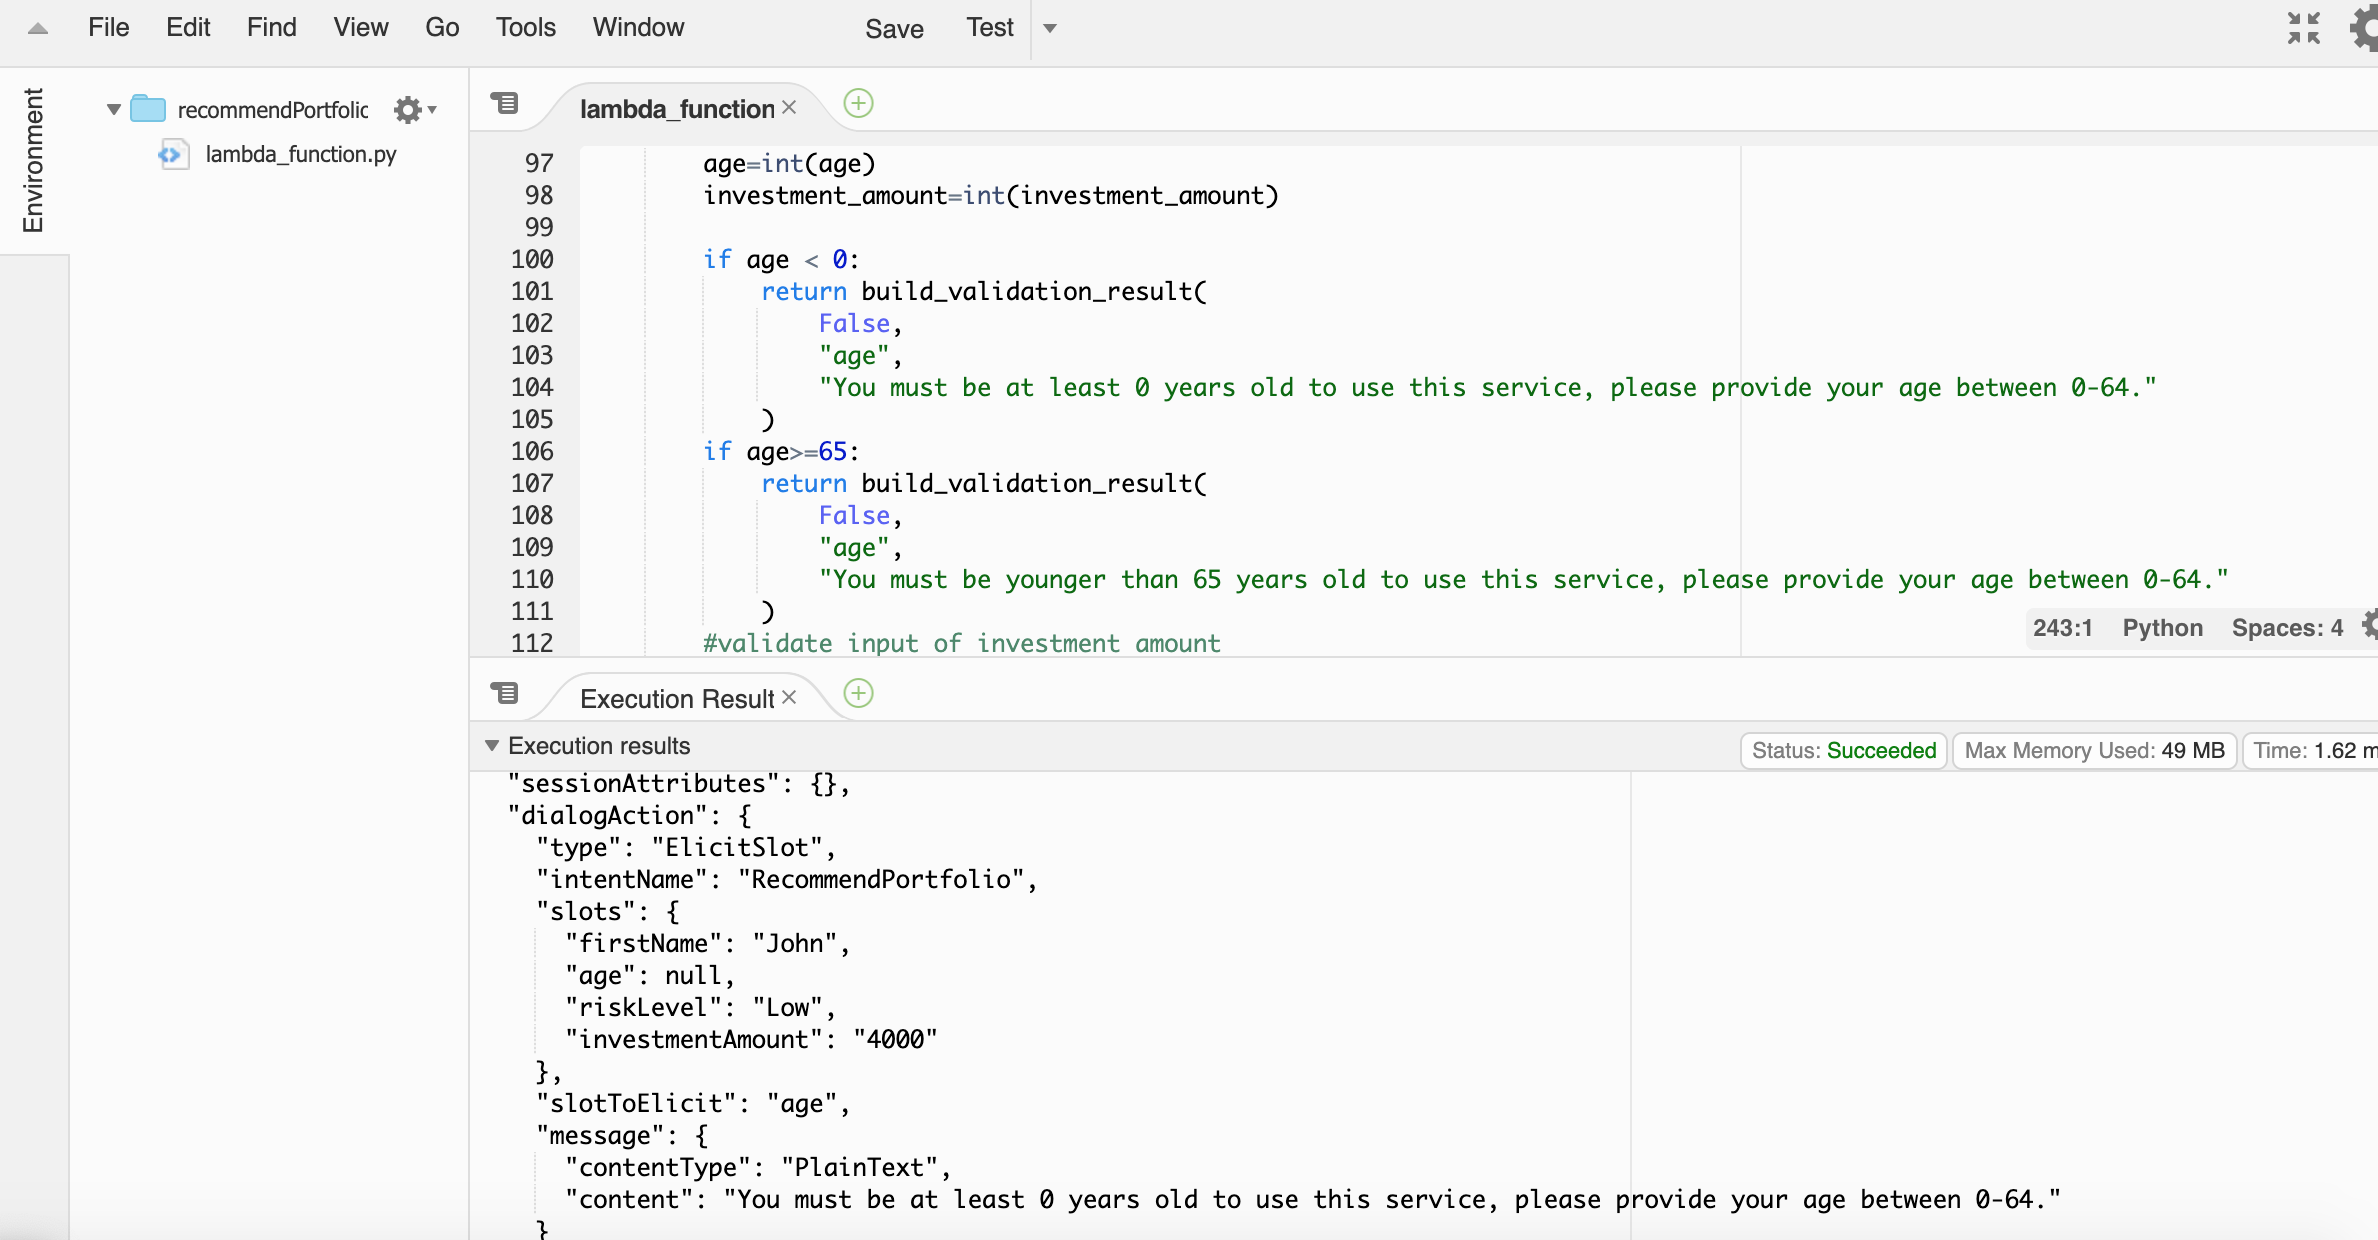 File Edit Find View Go Tools Window Save Test
Environment
recommendPortfolic
lambda_function.py
lambda_function
97 age=int(age)
98 investment_amount=int(investment_amount)
99
100 if age < 0:
101 return build_validation_result(
102 False,
103 "age",
104 "You must be at least 0 years old to use this service, please provide your age between 0-64."
105 )
106 if age>=65:
107 return build_validation_result(
108 False,
109 "age",
110 "You must be younger than 65 years old to use this service, please provide your age between 0-64."
111 )
112 #validate input of investment amount
243:1 Python Spaces: 4
Execution Result
Execution results Status: Succeeded Max Memory Used: 49 MB Time: 1.62 m
"sessionAttributes": {},
"dialogAction": {
"type": "ElicitSlot",
"intentName": "RecommendPortfolio",
"slots": {
"firstName": "John",
"age": null,
"riskLevel": "Low",
"investmentAmount": "4000"
},
"slotToElicit": "age",
"message": {
"contentType": "PlainText",
"content": "You must be at least 0 years old to use this service, please provide your age between 0-64."
}